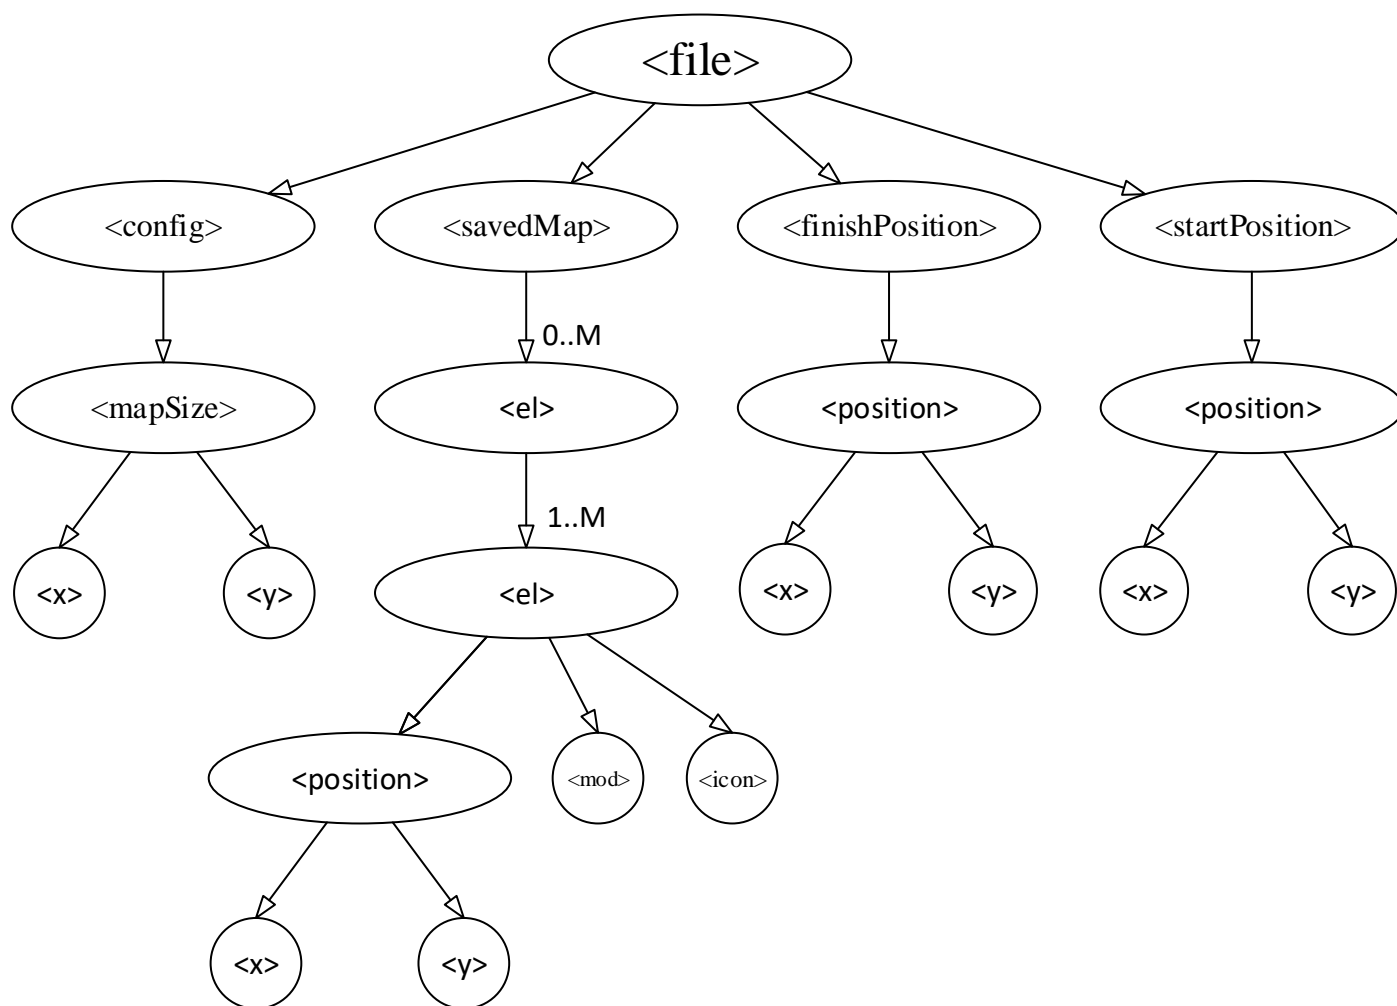 <file>
<config>
<savedMap>
<finishPosition>
<startPosition>
0..M
<mapSize>
<el>
<position>
<position>
1..M
<x>
<y>
<el>
<x>
<y>
<x>
<y>
<position>
<mod>
<icon>
<x>
<y>